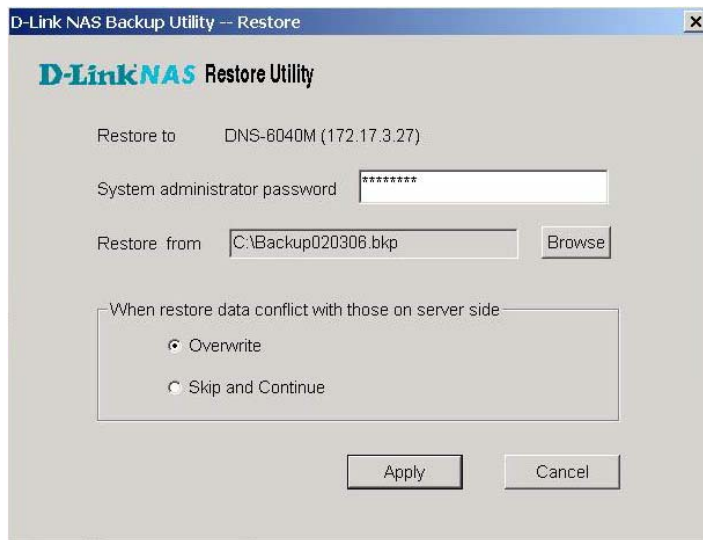 D-Link NAS Backup Utility -- Restore
D-Link NAS Restore Utility
Restore to DNS-6040M (172.17.3.27)
System administrator password ********
Restore from C:\Backup020306.bkp Browse
When restore data conflict with those on server side
Overwrite
Skip and Continue
Apply Cancel